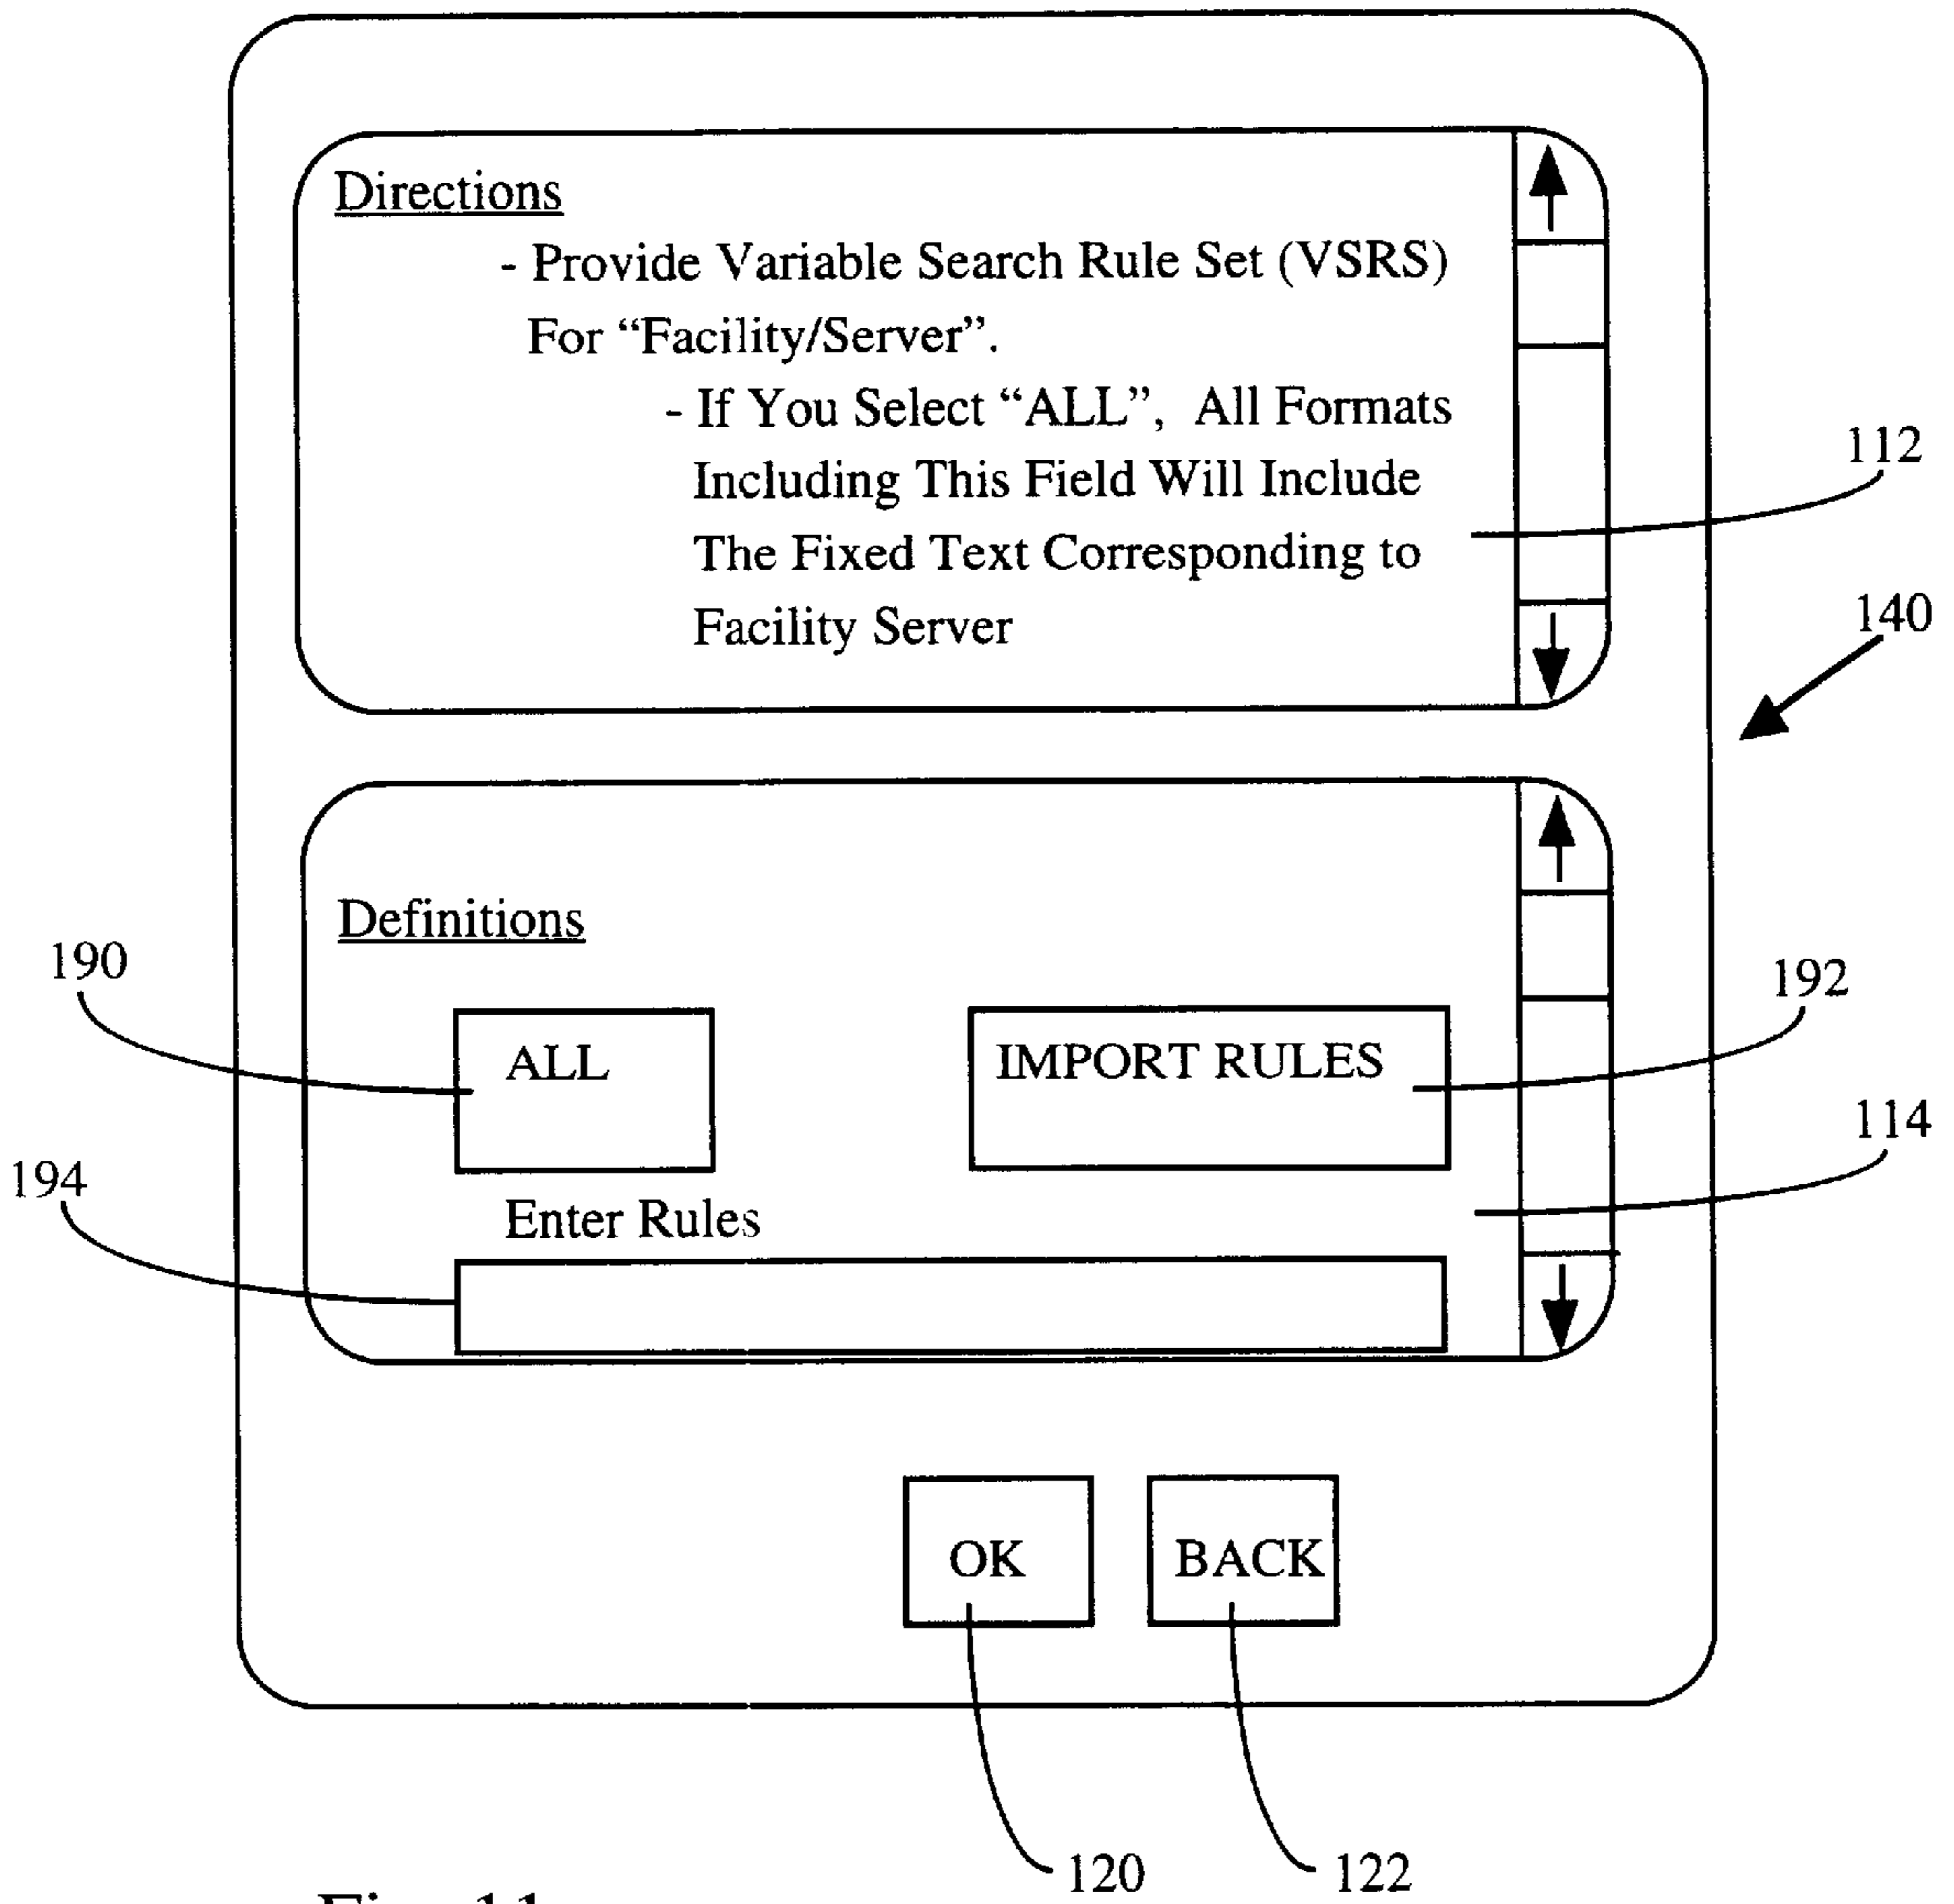 Directions
- Provide Variable Search Rule Set (VSRS)
For “Facility/Server”.
- If You Select “ALL”, All Formats
Including This Field Will Include
The Fixed Text Corresponding to
Facility Server
112
140
Definitions
190
192
ALL
IMPORT RULES
114
194
Enter Rules
OK
BACK
120
122